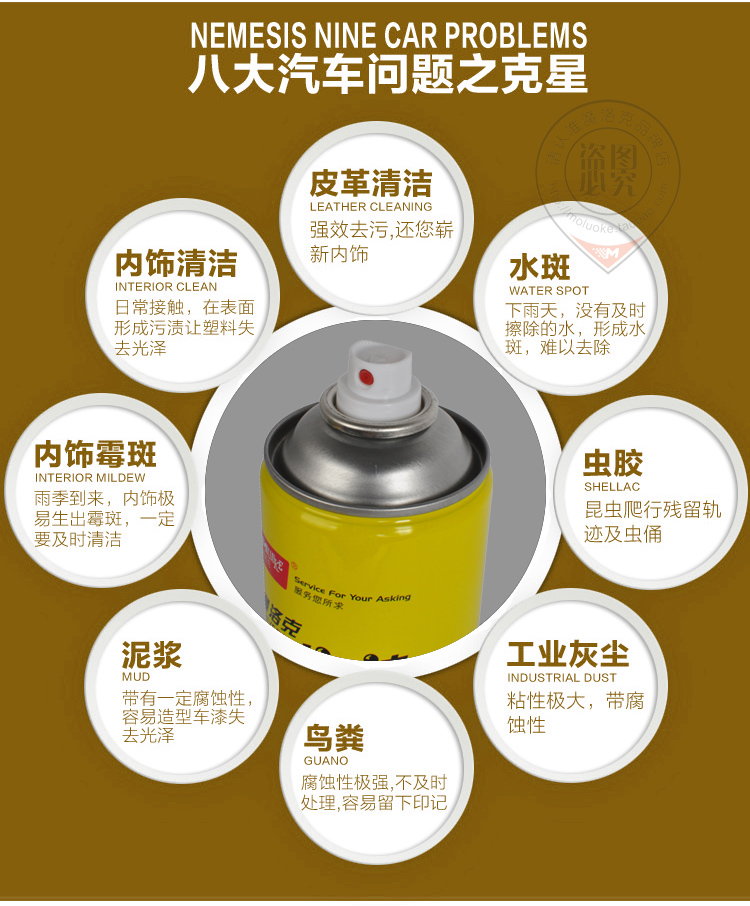 NEMESIS NINE CAR PROBLEMS
八大汽车问题之克星
皮革清洁
LEATHER CLEANING
强效去污,还您崭
新内饰
内饰清洁
INTERIOR CLEAN
日常接触，在表面
形成污渍让塑料失
去光泽
水斑
WATER SPOT
下雨天，没有及时
擦除的水，形成水
斑，难以去除
盗图
必究
内饰霉斑
INTERIOR MILDEW
雨季到来，内饰极
易生出霉斑，一定
要及时清洁
虫胶
SHELLAC
昆虫爬行残留轨
迹及虫俑
Service For Your Asking
服务您所求
洛克
泥浆
MUD
带有一定腐蚀性，
容易造型车漆失
去光泽
工业灰尘
INDUSTRIAL DUST
粘性极大，带腐
蚀性
鸟粪
GUANO
腐蚀性极强,不及时
处理,容易留下印记